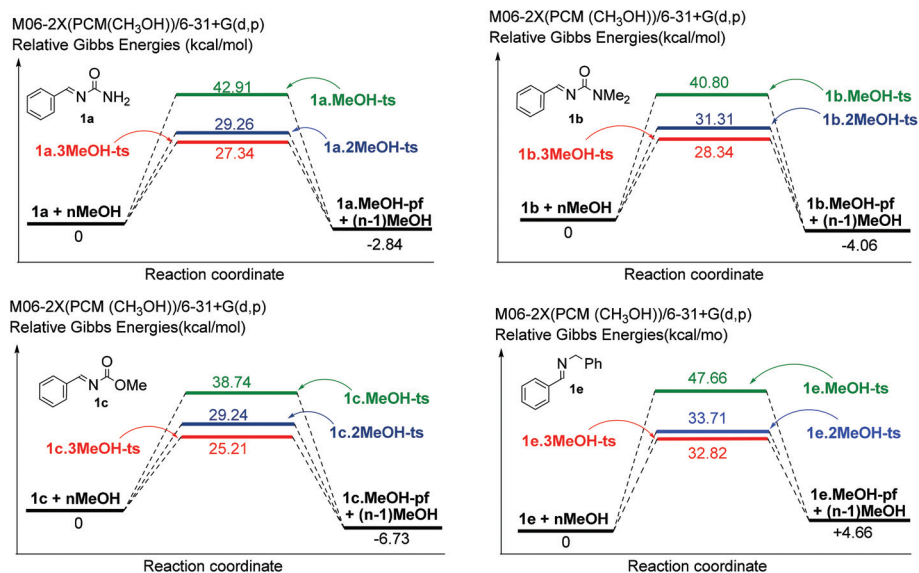 M06-2X(PCM(CH3OH))/6-31+G(d,p)
Relative Gibbs Energies (kcal/mol)
O
N
NH2
1a
42.91
1a.MeOH-ts
29.26
1a.2MeOH-ts
1a.3MeOH-ts
27.34
1a + nMeOH
0
1a.MeOH-pf
+ (n-1)MeOH
-2.84
Reaction coordinate
M06-2X(PCM (CH3OH))/6-31+G(d,p)
Relative Gibbs Energies(kcal/mol)
O
N
NMe2
1b
40.80
1b.MeOH-ts
31.31
1b.2MeOH-ts
1b.3MeOH-ts
28.34
1b + nMeOH
0
1b.MeOH-pf
+ (n-1)MeOH
-4.06
Reaction coordinate
M06-2X(PCM (CH3OH))/6-31+G(d,p)
Relative Gibbs Energies(kcal/mol)
O
N
OMe
1c
38.74
1c.MeOH-ts
29.24
1c.2MeOH-ts
1c.3MeOH-ts
25.21
1c + nMeOH
0
1c.MeOH-pf
+ (n-1)MeOH
-6.73
Reaction coordinate
M06-2X(PCM (CH3OH))/6-31+G(d,p)
Relative Gibbs Energies(kcal/mo)
N
Ph
1e
47.66
1e.MeOH-ts
33.71
1e.2MeOH-ts
1e.3MeOH-ts
32.82
1e + nMeOH
0
1e.MeOH-pf
+ (n-1)MeOH
+4.66
Reaction coordinate